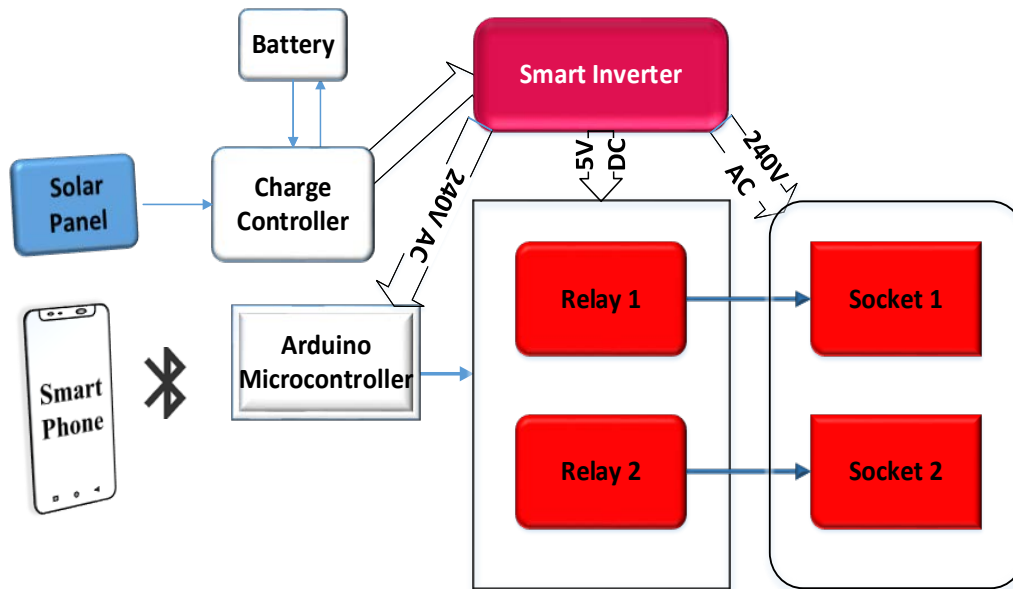 Battery
Smart Inverter
Solar
Panel
Charge
Controller
240V AC
5V
DC
240V
AC
Smart
Phone
Arduino
Microcontroller
Relay 1
Socket 1
Relay 2
Socket 2